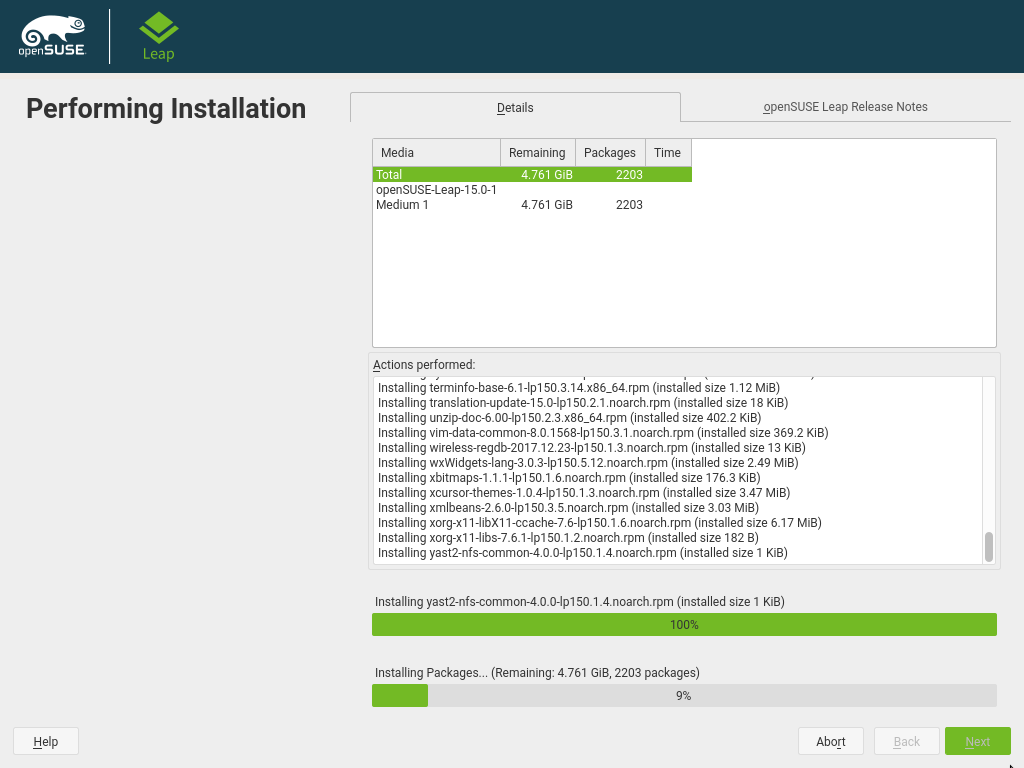 openSUSE
Leap
Performing Installation
Details
openSUSE Leap Release Notes
Media Remaining Packages Time
Total 4.761 GiB 2203
openSUSE-Leap-15.0-1
Medium 1 4.761 GiB 2203
Actions performed:
Installing terminfo-base-6.1-lp150.3.14.x86_64.rpm (installed size 1.12 MiB)
Installing translation-update-15.0-lp150.2.1.noarch.rpm (installed size 18 KiB)
Installing unzip-doc-6.00-lp150.2.3.x86_64.rpm (installed size 402.2 KiB)
Installing vim-data-common-8.0.1568-lp150.3.1.noarch.rpm (installed size 369.2 KiB)
Installing wireless-regdb-2017.12.23-lp150.1.3.noarch.rpm (installed size 13 KiB)
Installing wxWidgets-lang-3.0.3-lp150.5.12.noarch.rpm (installed size 2.49 MiB)
Installing xbitmaps-1.1.1-lp150.1.6.noarch.rpm (installed size 176.3 KiB)
Installing xcursor-themes-1.0.4-lp150.1.3.noarch.rpm (installed size 3.47 MiB)
Installing xmlbeans-2.6.0-lp150.3.5.noarch.rpm (installed size 3.03 MiB)
Installing xorg-x11-libX11-ccache-7.6-lp150.1.6.noarch.rpm (installed size 6.17 MiB)
Installing xorg-x11-libs-7.6.1-lp150.1.2.noarch.rpm (installed size 182 B)
Installing yast2-nfs-common-4.0.0-lp150.1.4.noarch.rpm (installed size 1 KiB)
Installing yast2-nfs-common-4.0.0-lp150.1.4.noarch.rpm (installed size 1 KiB)
100%
Installing Packages... (Remaining: 4.761 GiB, 2203 packages)
9%
Help
Abort
Back
Next